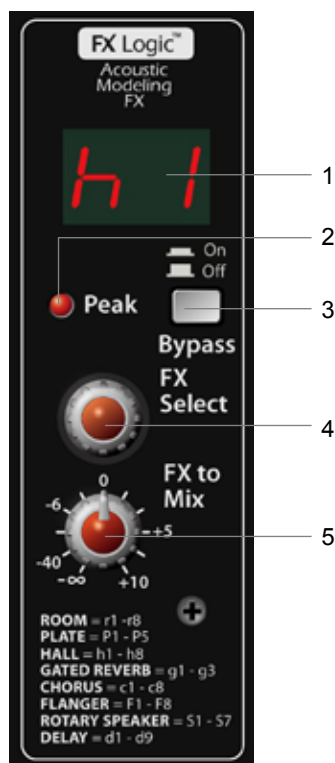 FX Logic™
Acoustic
Modeling
FX
h 1
1
2
On
Off
Peak
3
Bypass
FX
Select
4
FX to
Mix
0
-6
+5
5
-40
-∞
+10
ROOM = r1 -r8
PLATE = P1 - P5
HALL = h1 - h8
GATED REVERB = g1 - g3
CHORUS = c1 - c8
FLANGER = F1 - F8
ROTARY SPEAKER = S1 - S7
DELAY = d1 - d9